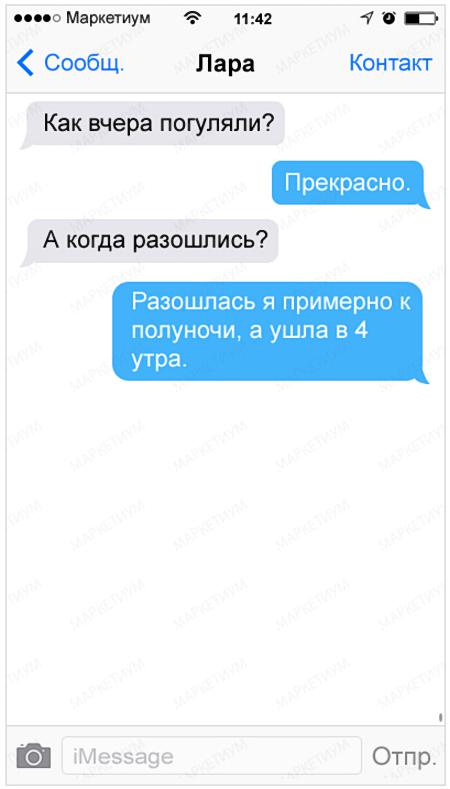 Маркетиум 11:42
Сообщ. Лара Контакт
Как вчера погуляли?
Прекрасно.
А когда разошлись?
Разошлась я примерно к
полуночи, а ушла в 4
утра.
iMessage Отпр.
МАРКЕТИУМ